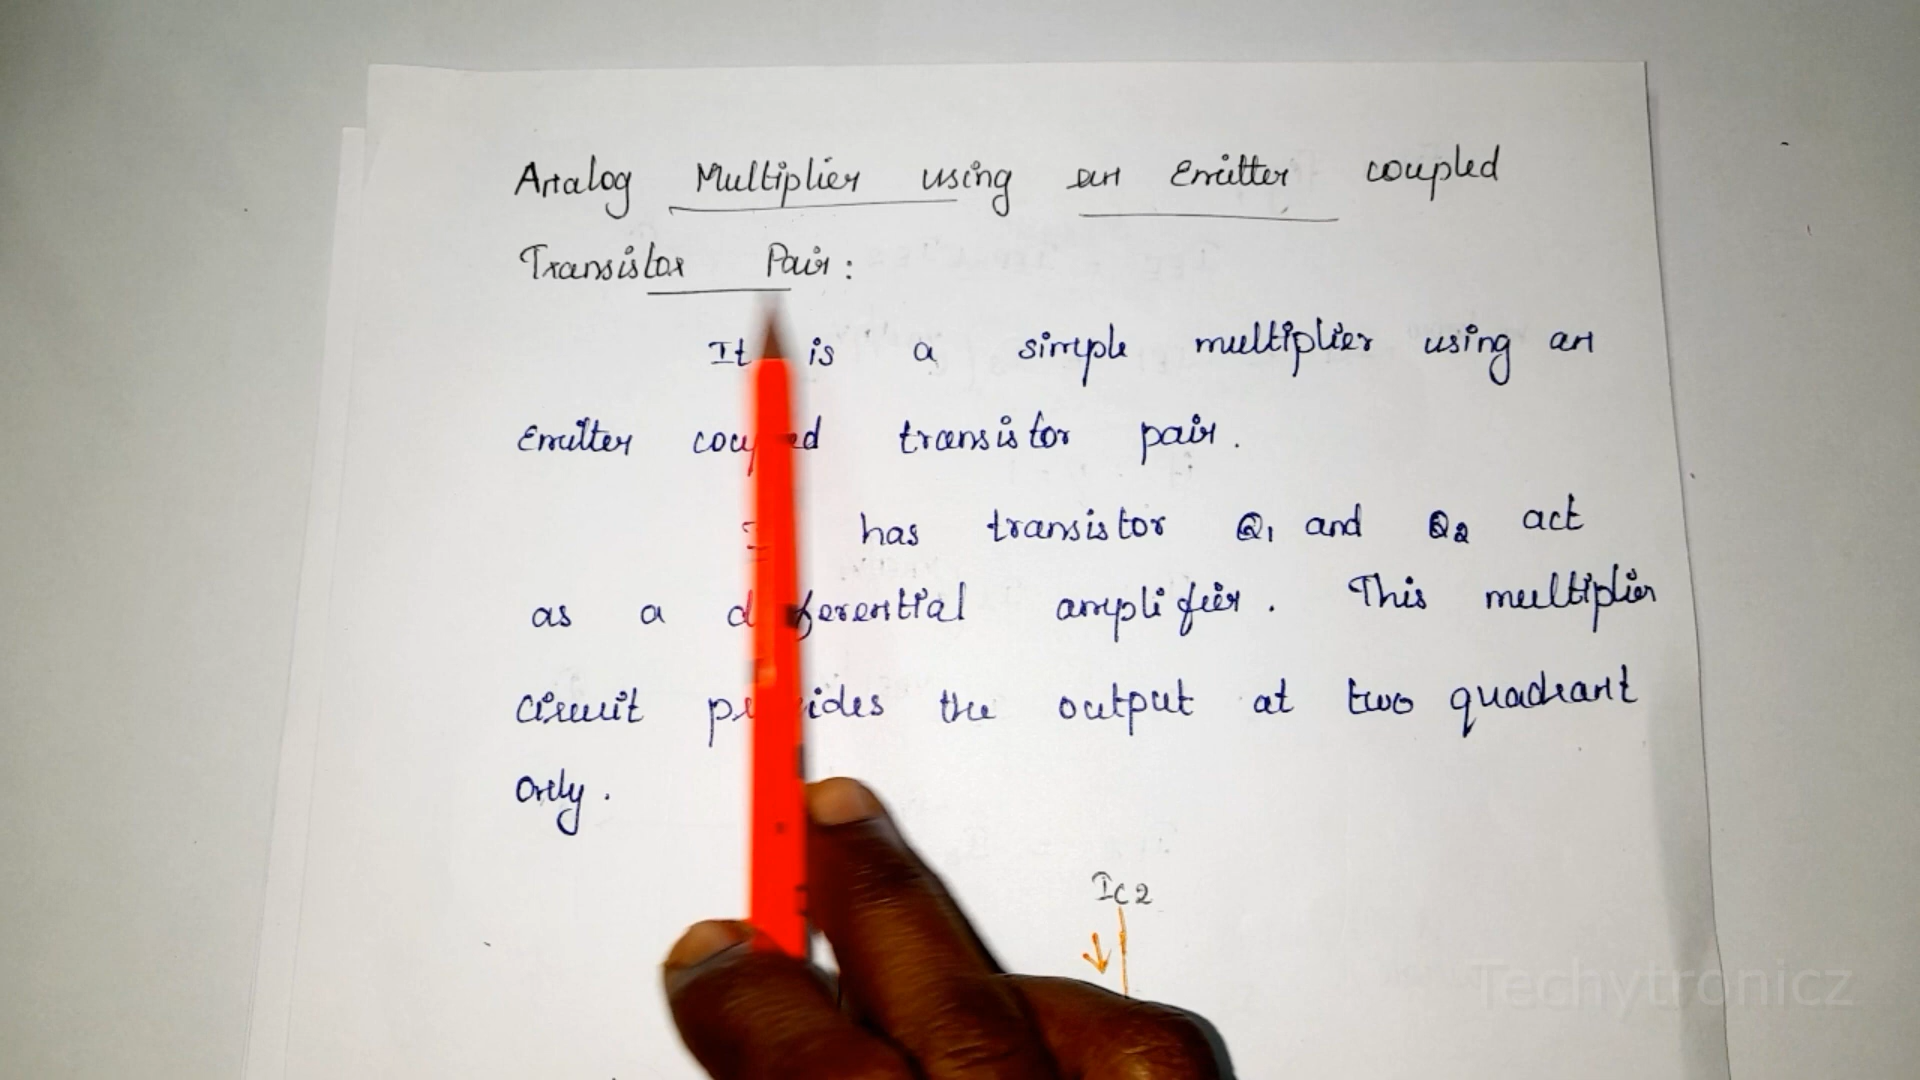 Analog Multiplier using an Emitter coupled
Transistor Pair:
It is a simple multiplier using an
Emitter coupled transistor pair.
has transistor Q1 and Q2 act
as a differential amplifier. This multiplier
circuit provides the output at two quadrant
only.
IC2
Techytronicz